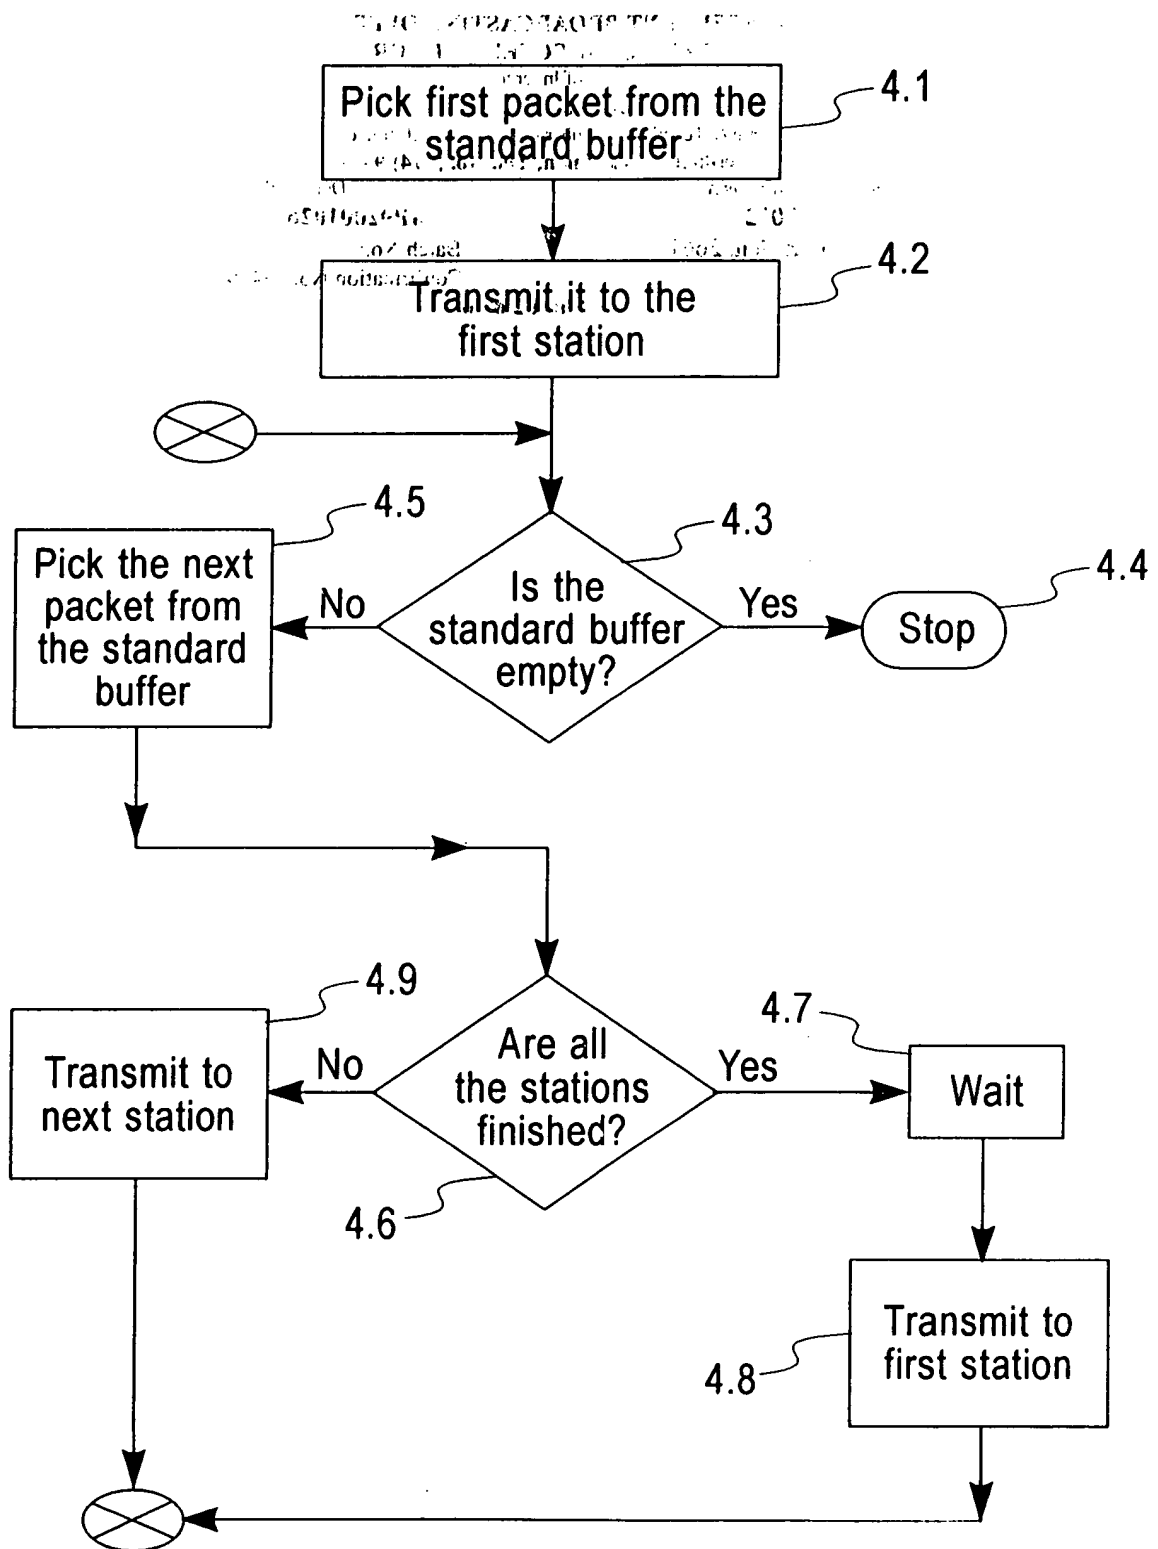 Pick first packet from the
standard buffer
4.1
Transmit it to the
first station
4.2
4.5
Pick the next
packet from
the standard
buffer
No
4.3
Is the
standard buffer
empty?
Yes
4.4
Stop
4.9
Transmit to
next station
No
Are all
the stations
finished?
4.6
Yes
4.7
Wait
Transmit to
first station
4.8